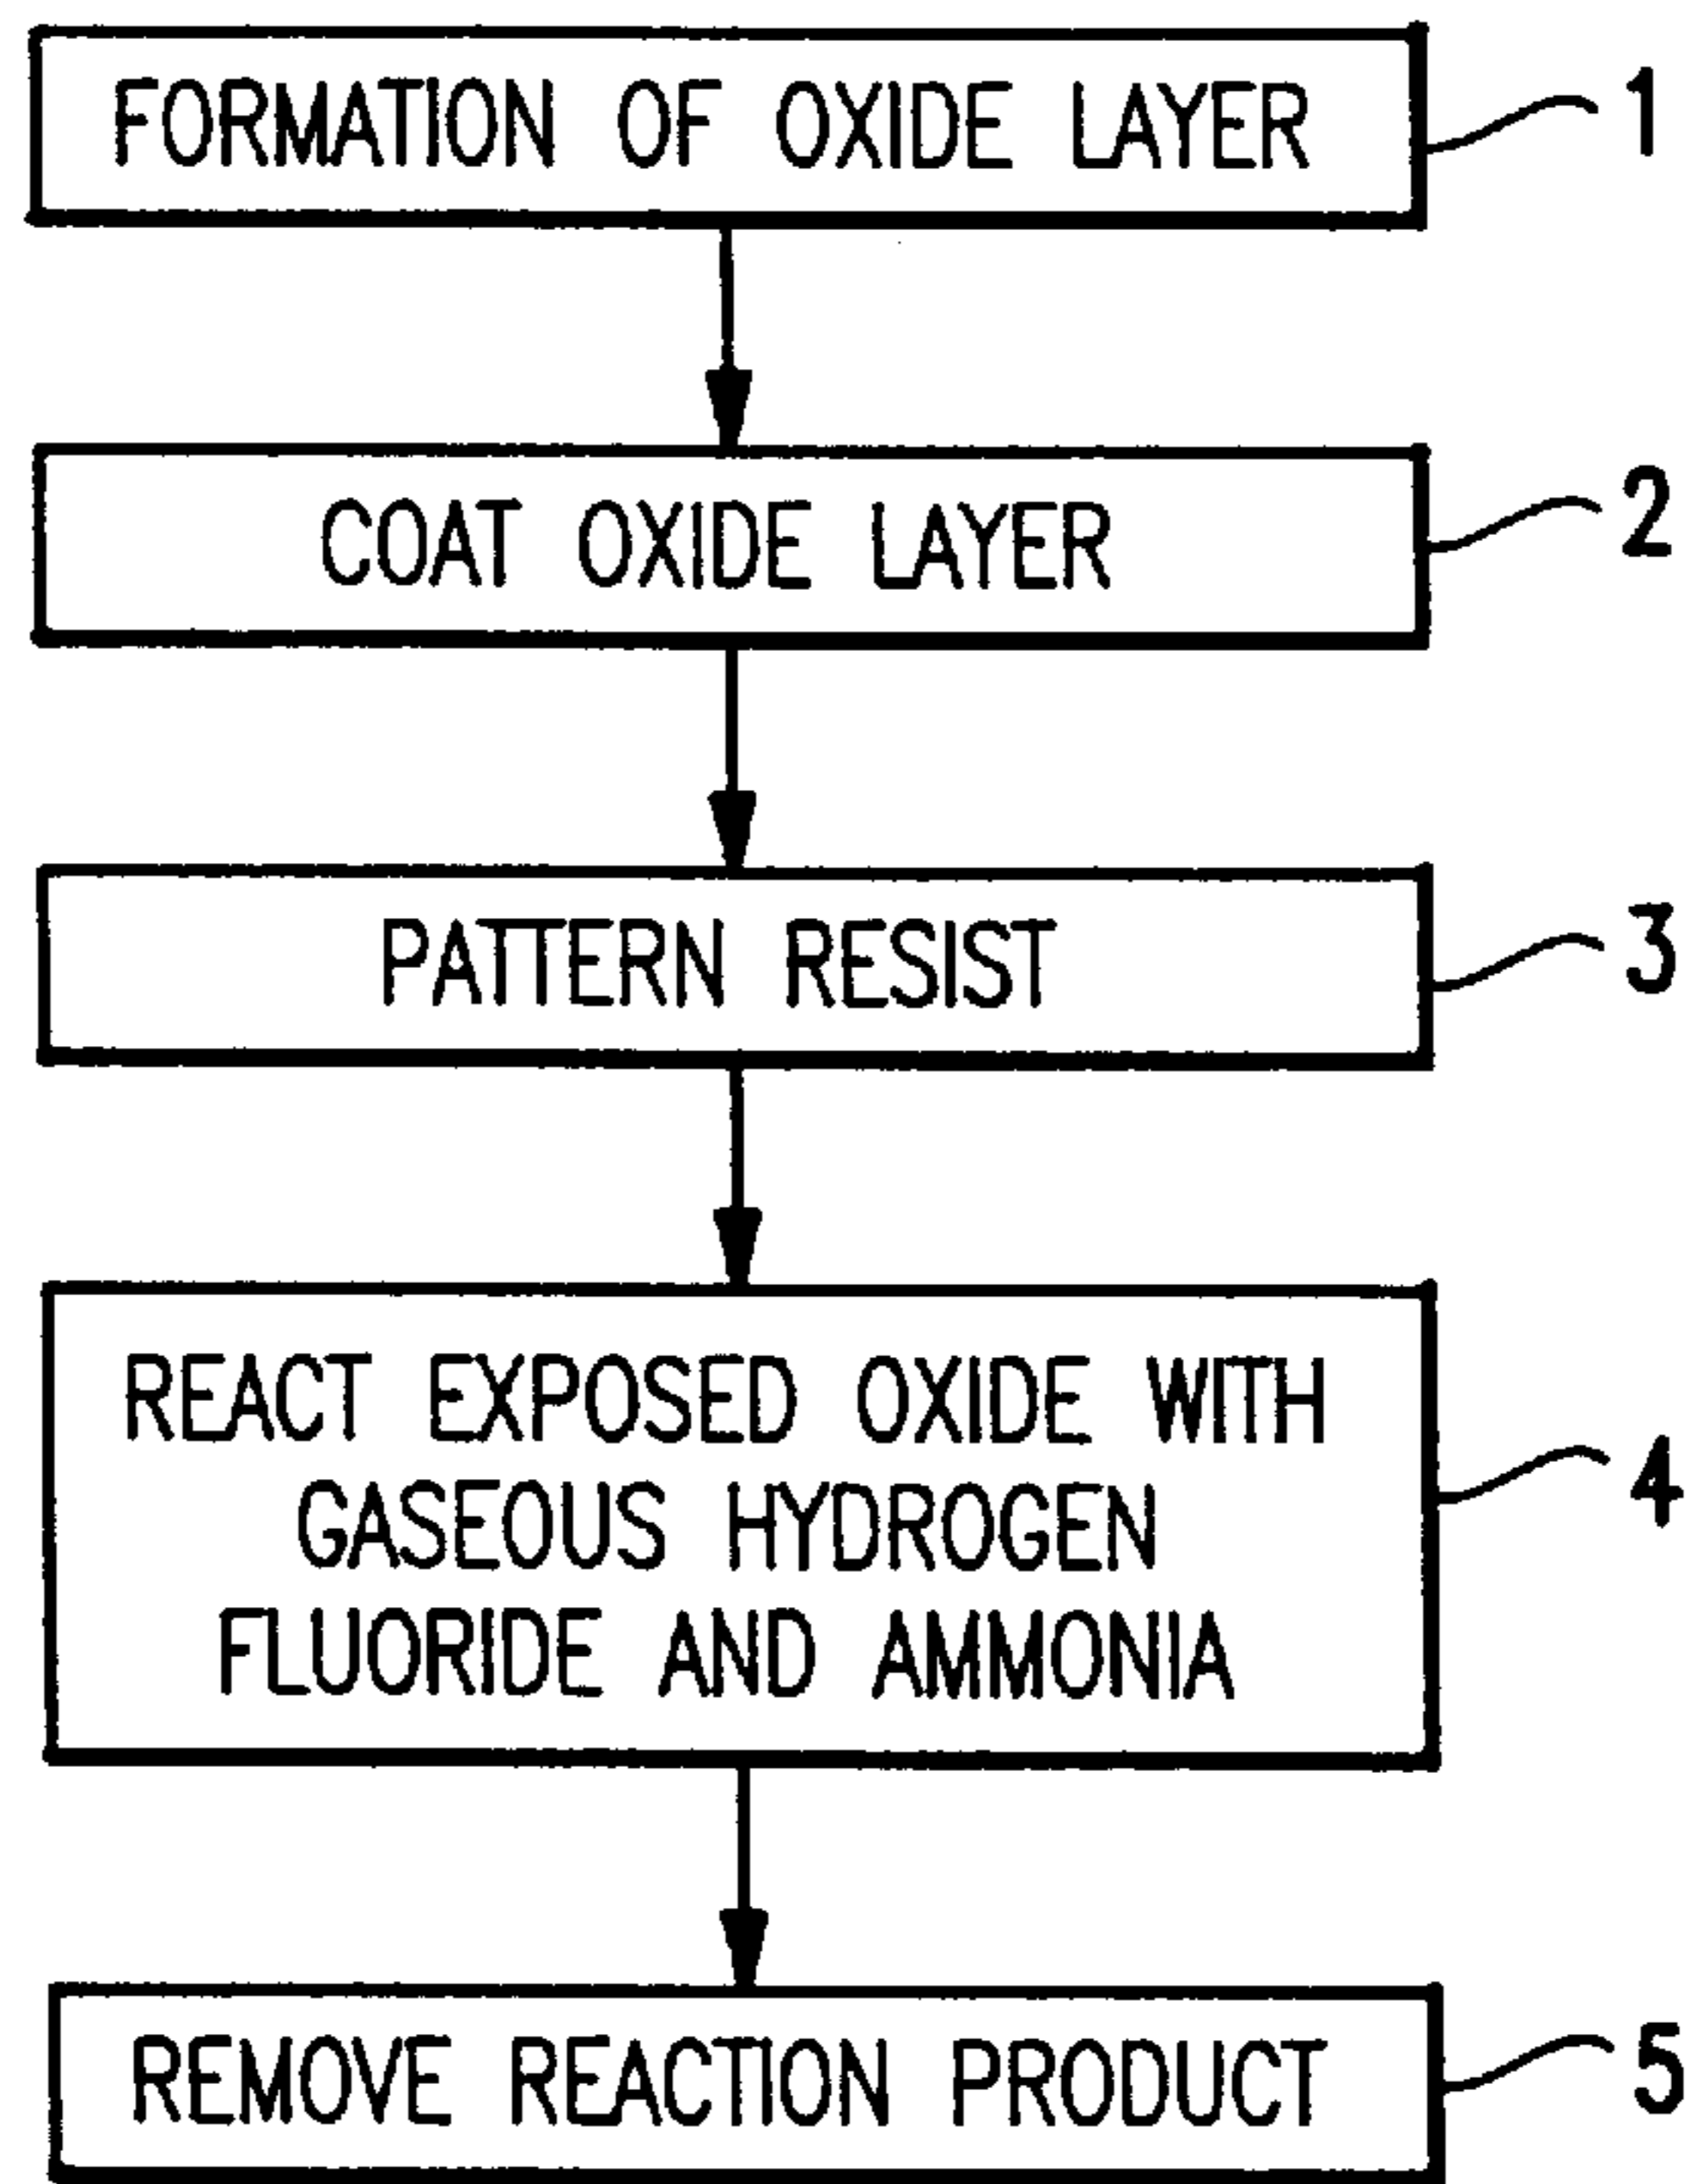 FORMATION OF OXIDE LAYER
1
COAT OXIDE LAYER
2
PATTERN RESIST
3
REACT EXPOSED OXIDE WITH
GASEOUS HYDROGEN
FLUORIDE AND AMMONIA
4
REMOVE REACTION PRODUCT
5